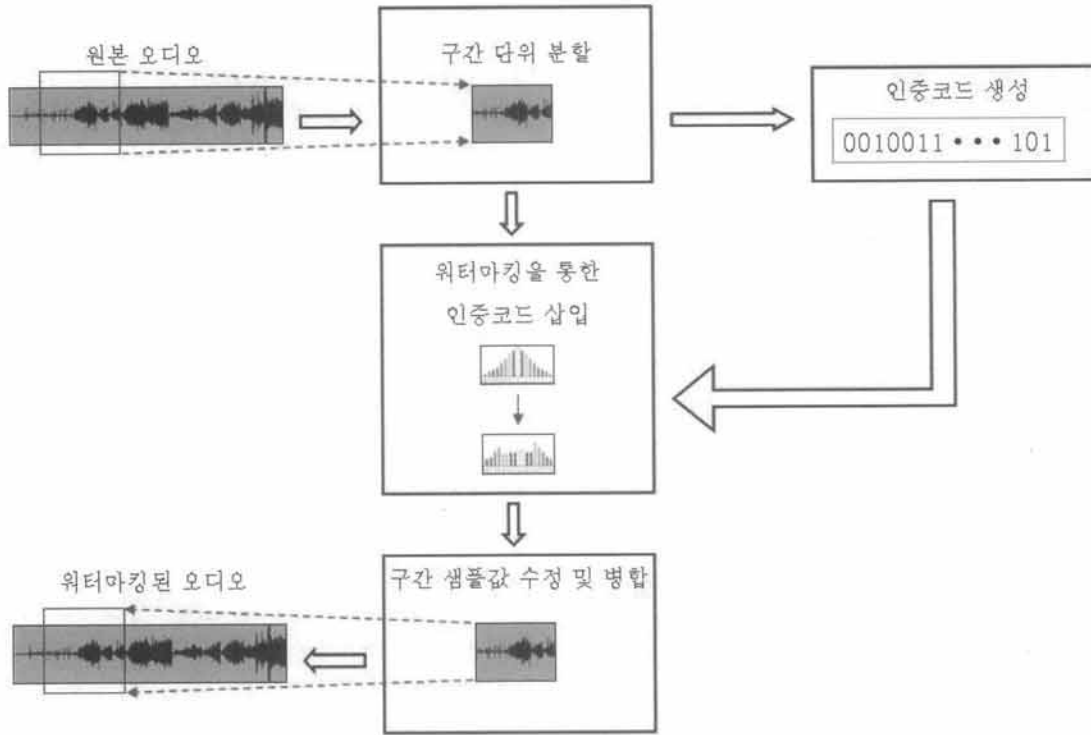 원본 오디오
구간 단위 분할
인증코드 생성
0010011 • • • 101
워터마킹을 통한
인증코드 삽입
워터마킹된 오디오
구간 샘플값 수정 및 병합